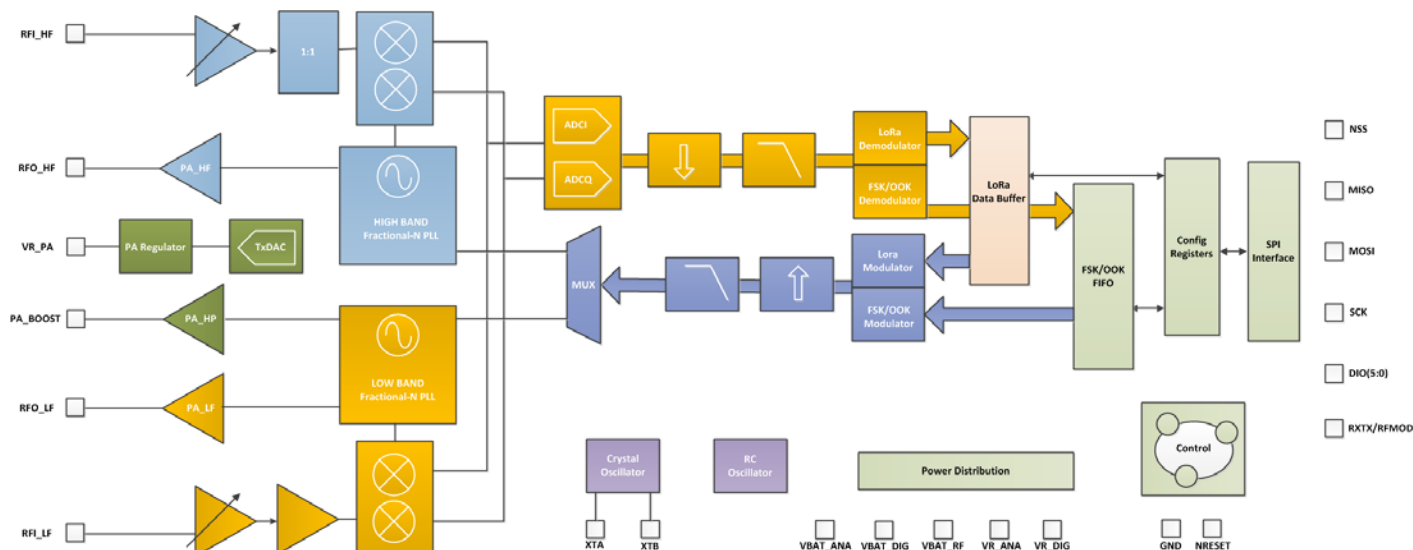 RFI_HF
1:1
RFO_HF
PA_HF
HIGH BAND
Fractional-N PLL
VR_PA
PA Regulator
TxDAC
PA_BOOST
PA_HP
RFO_LF
PA_LF
LOW BAND
Fractional-N PLL
RFI_LF
ADCI
ADCQ
MUX
LoRa
Demodulator
FSK/OOK
Demodulator
Lora
Modulator
FSK/OOK
Modulator
LoRa
Data Buffer
FSK/OOK
FIFO
Config
Registers
SPI
Interface
NSS
MISO
MOSI
SCK
DIO(5:0)
RXTX/RFMOD
Crystal
Oscillator
RC
Oscillator
Power Distribution
Control
XTA
XTB
VBAT_ANA
VBAT_DIG
VBAT_RF
VR_ANA
VR_DIG
GND
NRESET